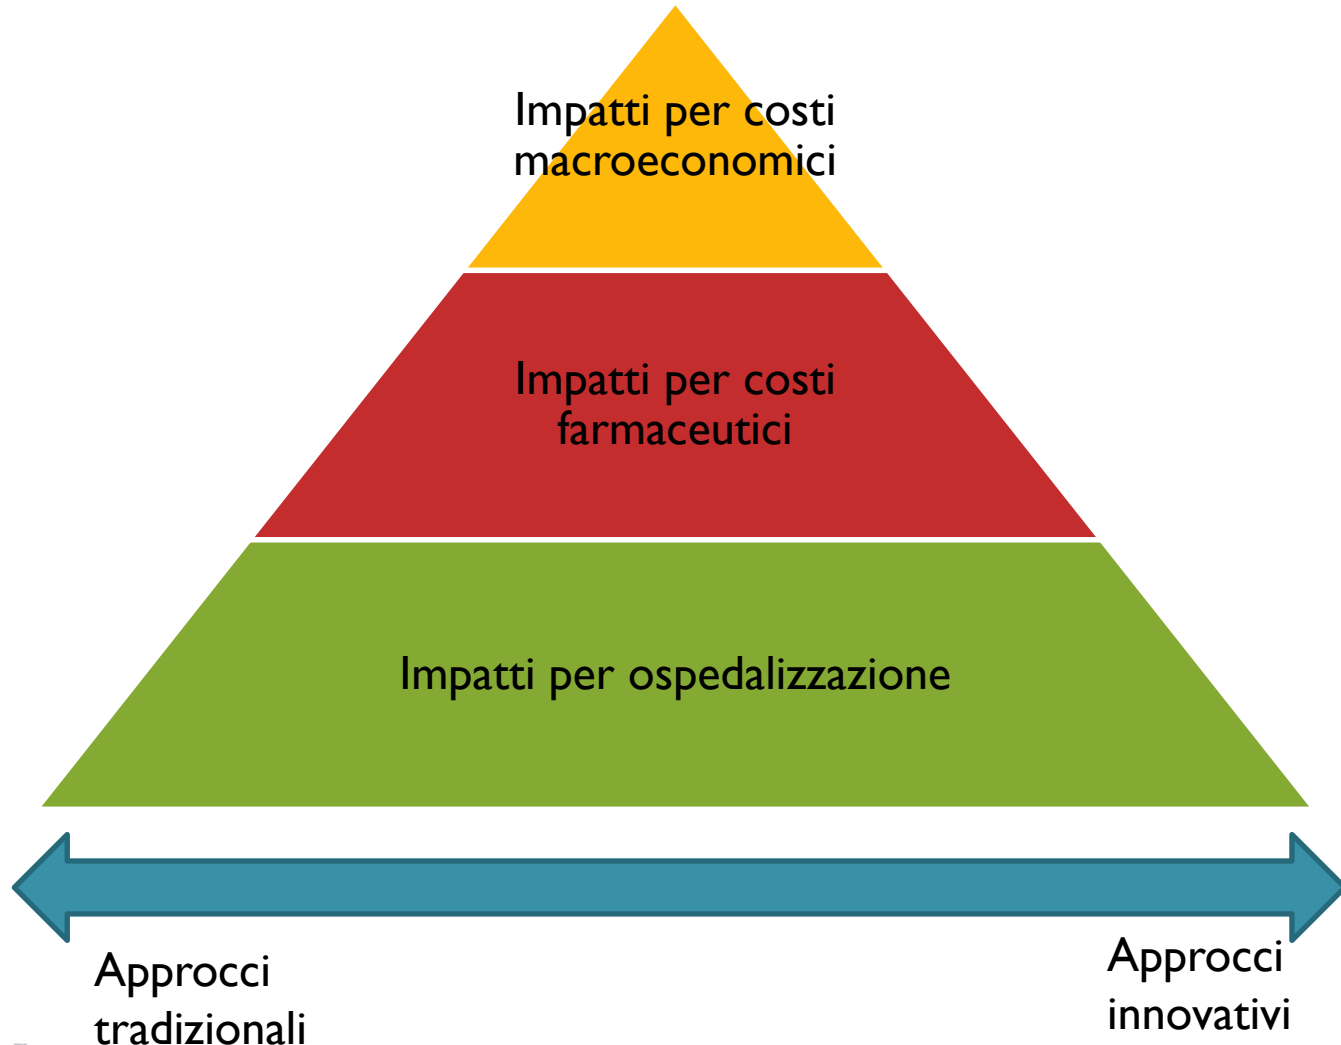 Impatti per costi
macroeconomici
Impatti per costi
farmaceutici
Impatti per ospedalizzazione
Approcci
tradizionali
Approcci
innovativi